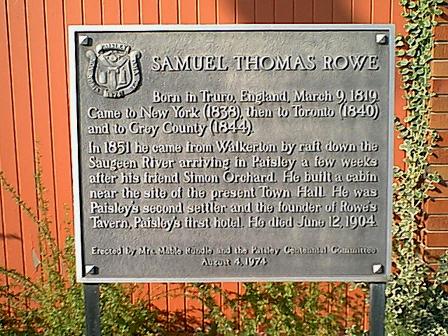 SAMUEL THOMAS ROWE
Born in Truro, England, March 9, 1819.
Came to New York (1838), then to Toronto (1840)
and to Grey County (1844).
In 1851 he came from Walkerton by raft down the
Saugeen River arriving in Paisley a few weeks
after his friend Simon Orchard. He built a cabin
near the site of the present Town Hall. He was
Paisley's second settler and the founder of Rowe's
Tavern, Paisley's first hotel. He died June 12, 1904.
Erected by Mrs. Mable Rundle and the Paisley Centennial Committee
August 4, 1974